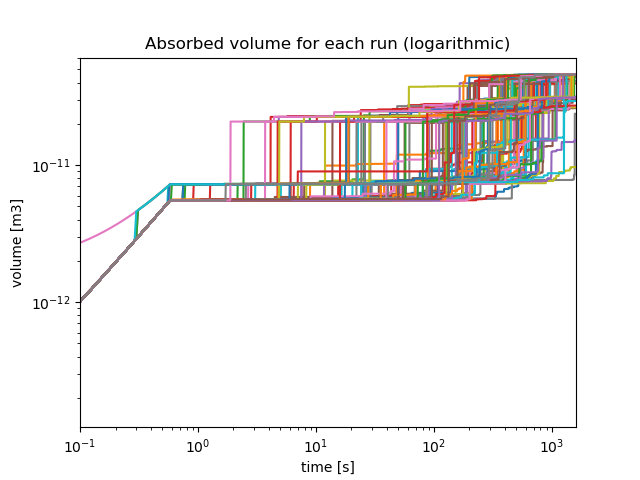 Absorbed volume for each run (logarithmic)
volume [m3]
10⁻¹¹
10⁻¹²
10⁻¹ 10⁰ 10¹ 10² 10³
time [s]